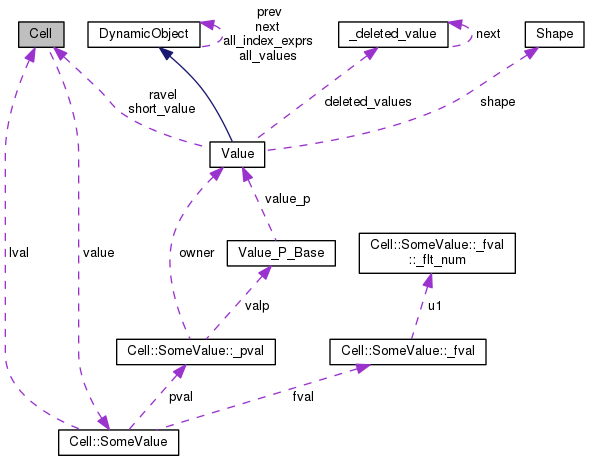 Cell
DynamicObject
prev
next
all_index_exprs
all_values
_deleted_value
next
Shape
ravel
short_value
deleted_values
shape
Value
value_p
lval
value
owner
Value_P_Base
Cell::SomeValue::_fval
::_flt_num
valp
u1
Cell::SomeValue::_pval
Cell::SomeValue::_fval
pval
fval
Cell::SomeValue